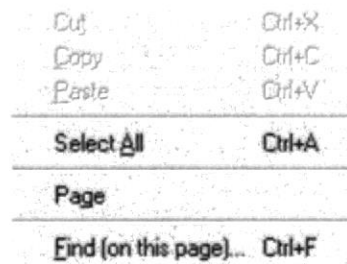 Cut Ctrl+X
Copy Ctrl+C
Paste Ctrl+V
Select All Ctrl+A
Page
Find (on this page)... Ctrl+F